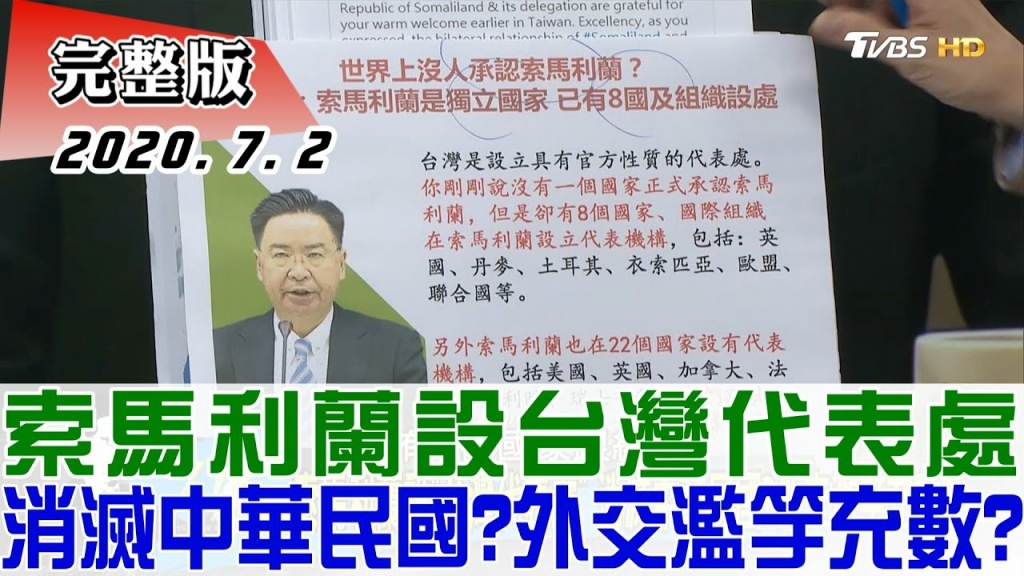 Republic of Somaliland & its delegation are grateful for
your warm welcome earlier in Taiwan. Excellency, as you
expressed, the bilateral relationship of #Somaliland and
TVBS HD
完整版
2020.7.2
世界上沒人承認索馬利蘭？
：索馬利蘭是獨立國家 已有8國及組織設處
台灣是設立具有官方性質的代表處。
你剛剛說沒有一個國家正式承認索馬
利蘭，但是卻有8個國家、國際組織
在索馬利蘭設立代表機構，包括：英
國、丹麥、土耳其、衣索匹亞、歐盟、
聯合國等。
另外索馬利蘭也在22個國家設有代表
機構，包括美國、英國、加拿大、法
索馬利蘭設台灣代表處
消滅中華民國?外交濫竽充數?